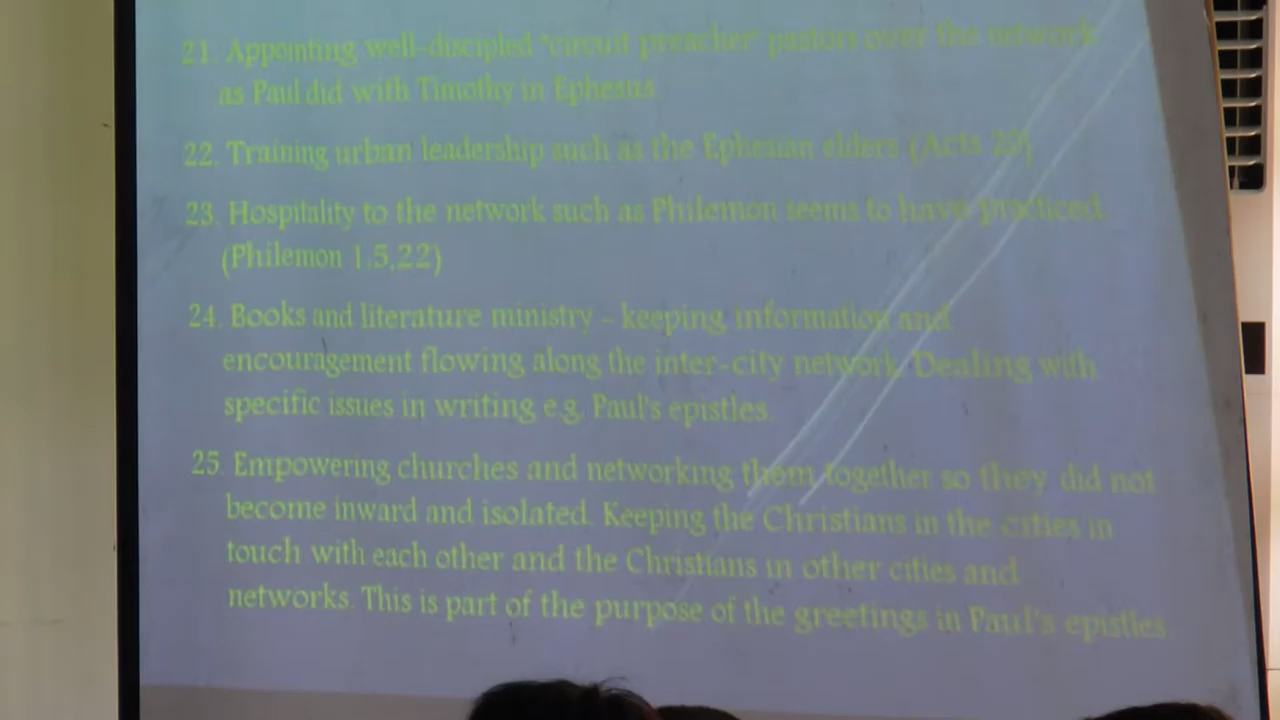 21. Appointing well-discipled "circuit preacher" pastors over the network
as Paul did with Timothy in Ephesus.
22. Training urban leadership such as the Ephesian elders (Acts 20)
23. Hospitality to the network such as Philemon seems to have practiced.
(Philemon 1:5,22)
24. Books and literature ministry – keeping information and
encouragement flowing along the inter-city network. Dealing with
specific issues in writing e.g. Paul's epistles.
25. Empowering churches and networking them together so they did not
become inward and isolated. Keeping the Christians in the cities in
touch with each other and the Christians in other cities and
networks. This is part of the purpose of the greetings in Paul's epistles.